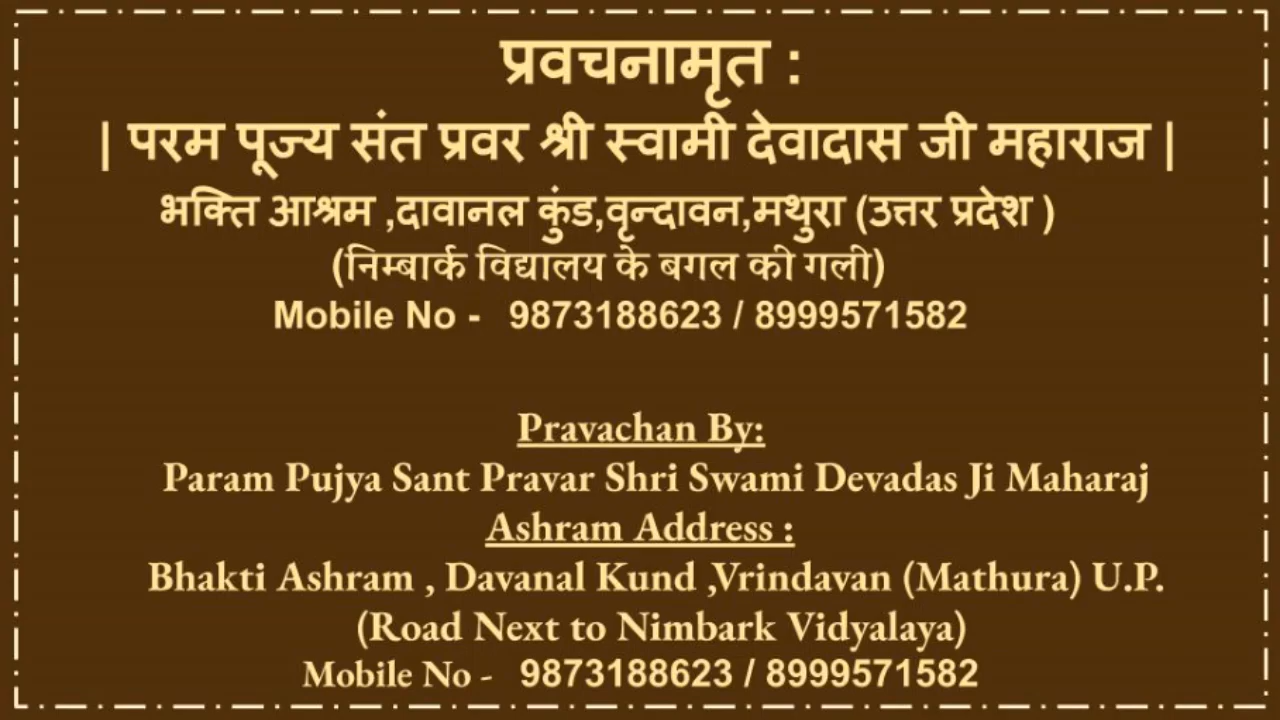 प्रवचनामृत :
| परम पूज्य संत प्रवर श्री स्वामी देवादास जी महाराज |
भक्ति आश्रम ,दावानल कुंड,वृन्दावन,मथुरा (उत्तर प्रदेश )
(निम्बार्क विद्यालय के बगल की गली)
Mobile No - 9873188623 / 8999571582
Pravachan By:
Param Pujya Sant Pravar Shri Swami Devadas Ji Maharaj
Ashram Address :
Bhakti Ashram , Davanal Kund ,Vrindavan (Mathura) U.P.
(Road Next to Nimbark Vidyalaya)
Mobile No - 9873188623 / 8999571582